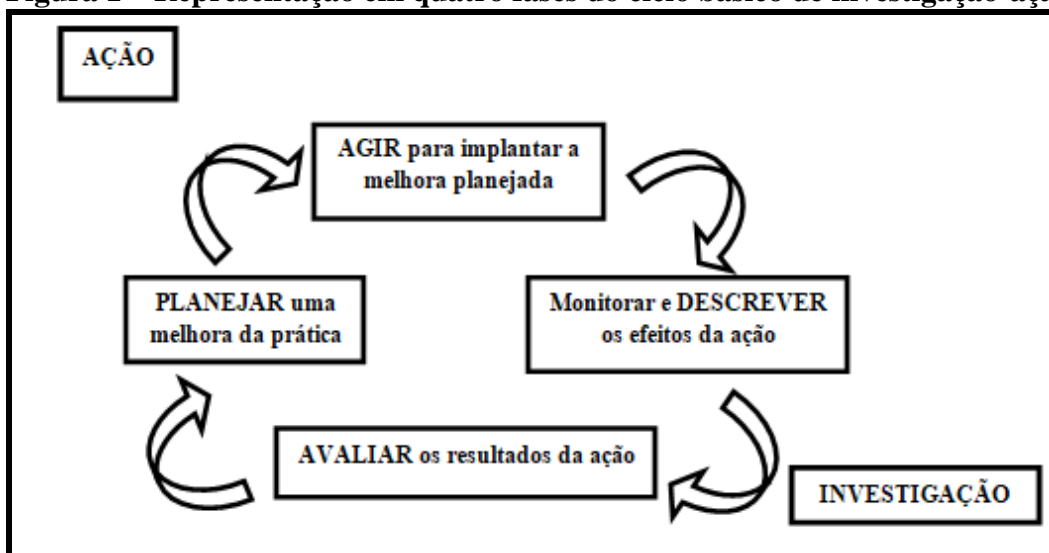 AÇÃO
AGIR para implantar a
melhora planejada
PLANEJAR uma
melhora da prática
Monitorar e DESCREVER
os efeitos da ação
AVALIAR os resultados da ação
INVESTIGAÇÃO